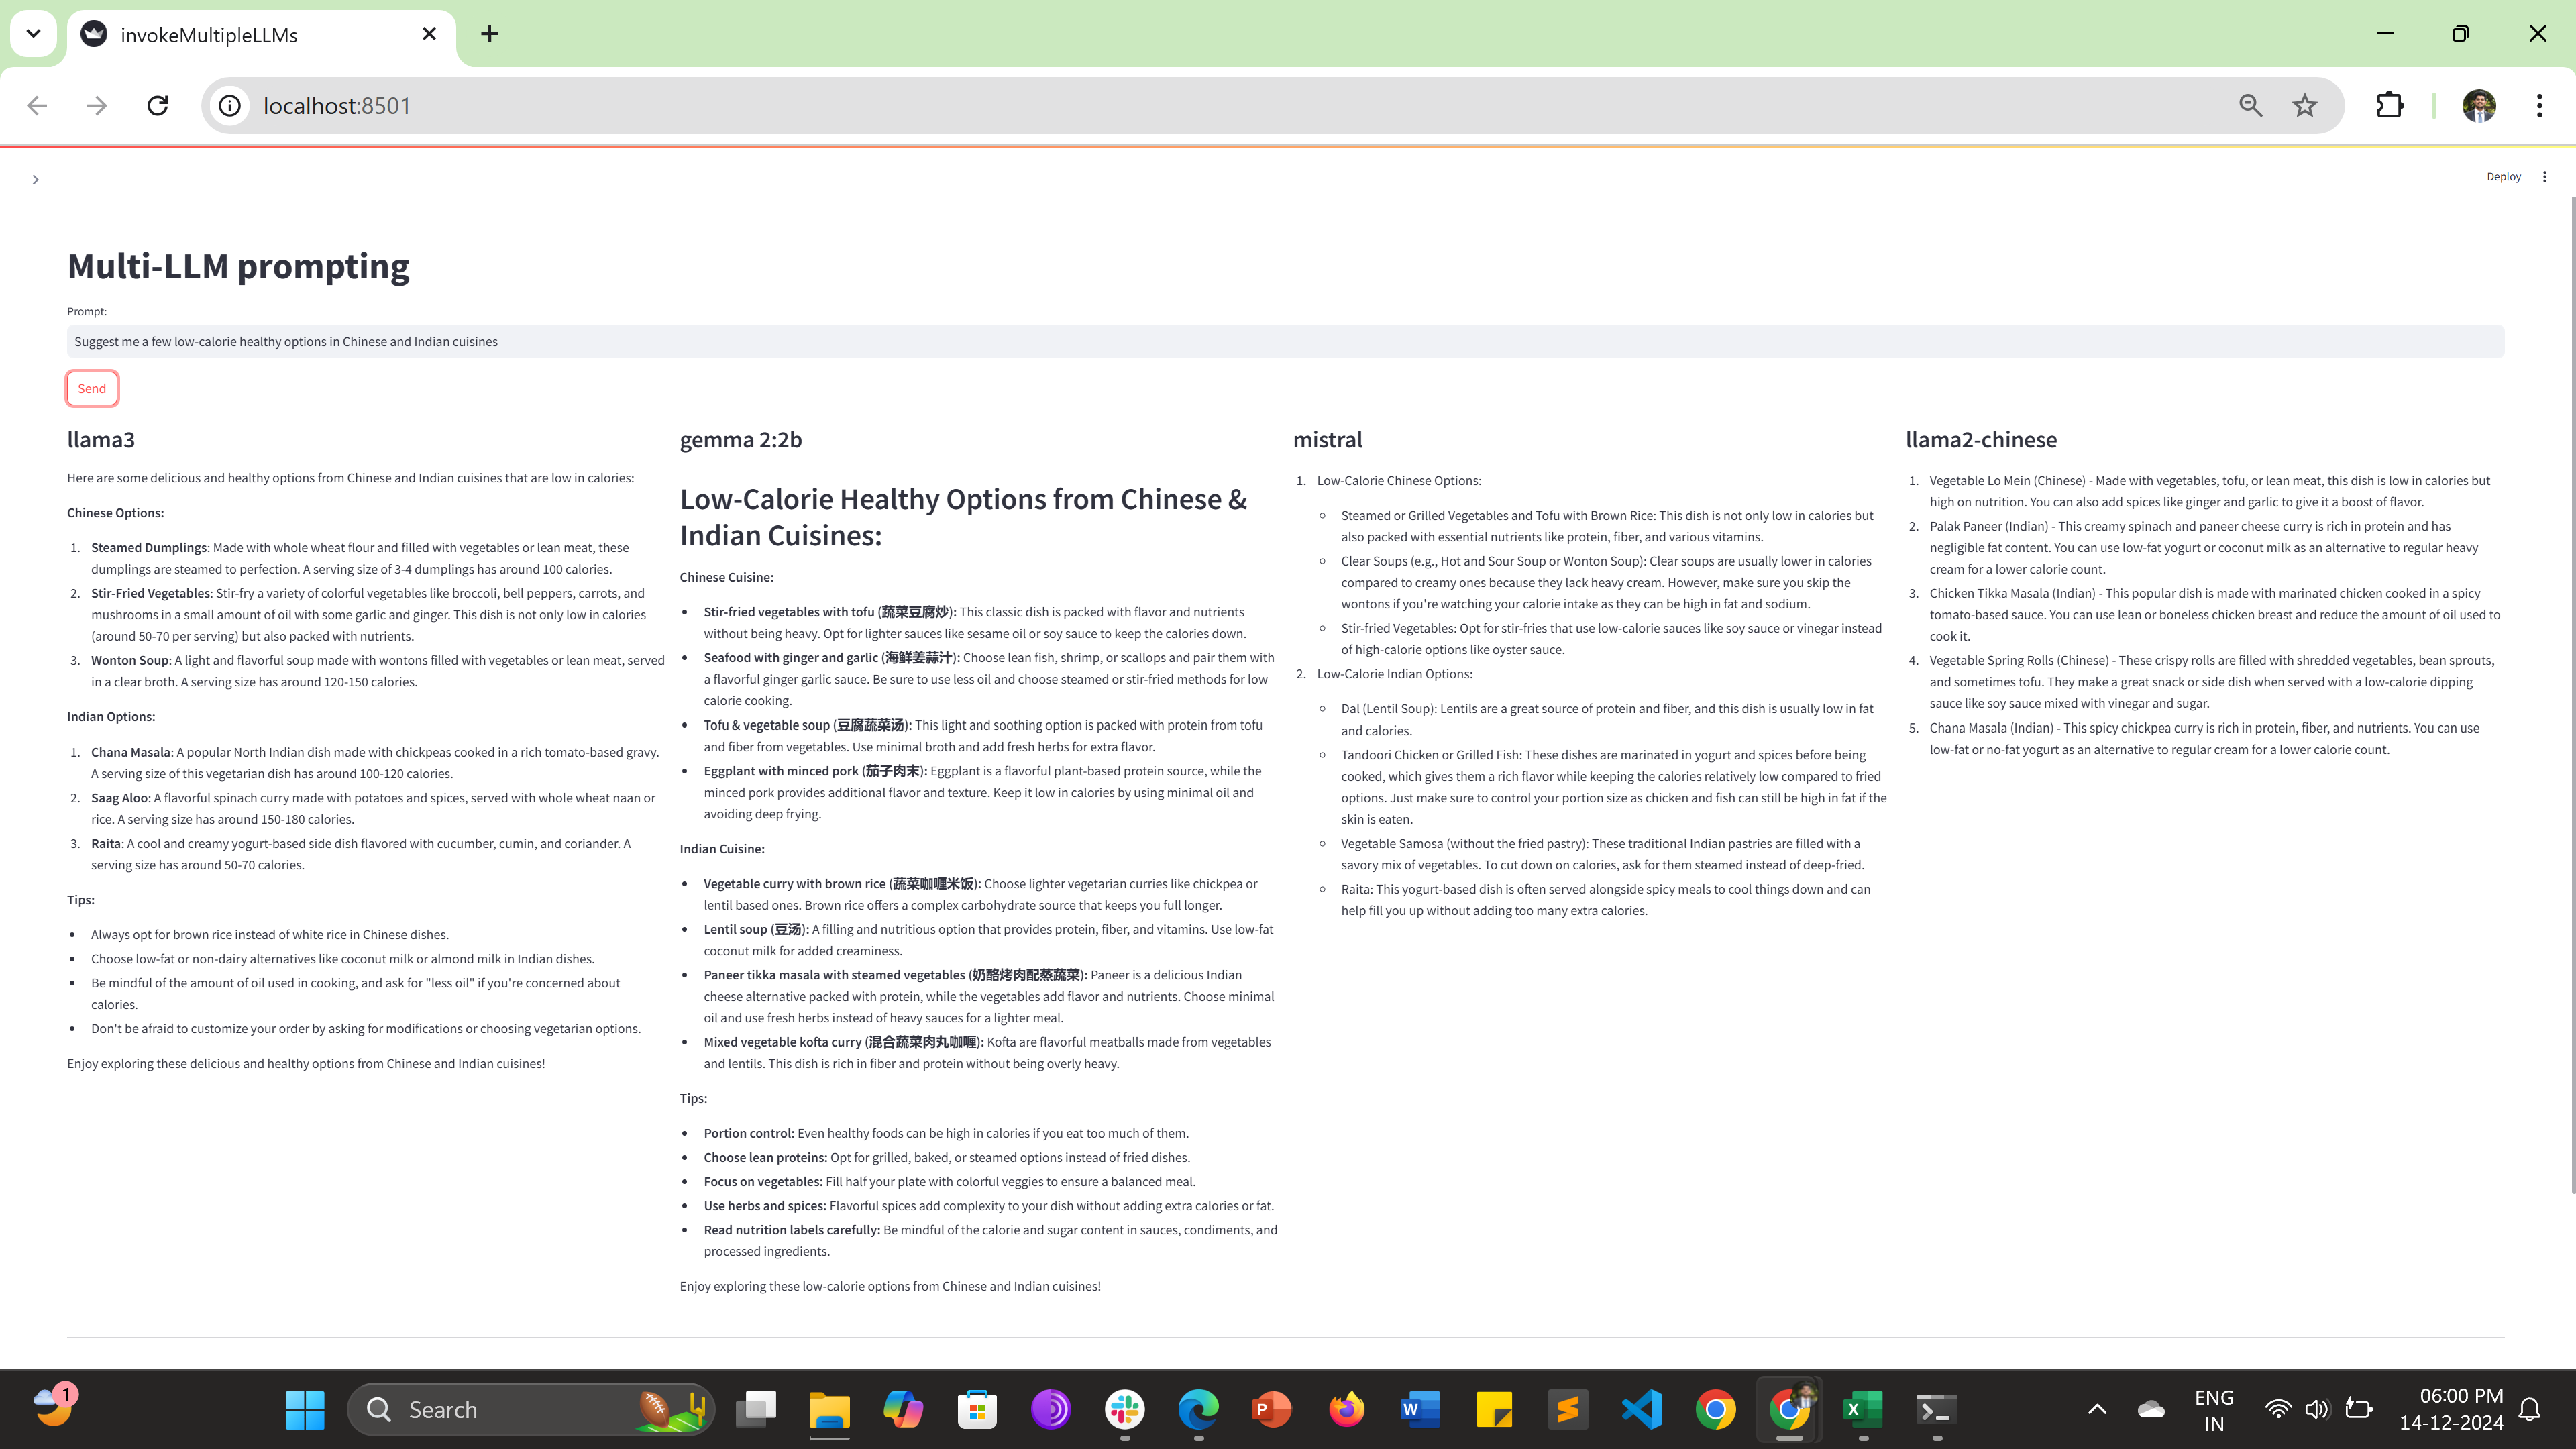 invokeMultipleLLMs
localhost:8501
Deploy
Multi-LLM prompting
Prompt:
Suggest me a few low-calorie healthy options in Chinese and Indian cuisines
Send
llama3
Here are some delicious and healthy options from Chinese and Indian cuisines that are low in calories:
Chinese Options:
1. Steamed Dumplings: Made with whole wheat flour and filled with vegetables or lean meat, these
dumplings are steamed to perfection. A serving size of 3-4 dumplings has around 100 calories.
2. Stir-Fried Vegetables: Stir-fry a variety of colorful vegetables like broccoli, bell peppers, carrots, and
mushrooms in a small amount of oil with some garlic and ginger. This dish is not only low in calories
(around 50-70 per serving) but also packed with nutrients.
3. Wonton Soup: A light and flavorful soup made with wontons filled with vegetables or lean meat, served
in a clear broth. A serving size has around 120-150 calories.
Indian Options:
1. Chana Masala: A popular North Indian dish made with chickpeas cooked in a rich tomato-based gravy.
A serving size of this vegetarian dish has around 100-120 calories.
2. Saag Aloo: A flavorful spinach curry made with potatoes and spices, served with whole wheat naan or
rice. A serving size has around 150-180 calories.
3. Raita: A cool and creamy yogurt-based side dish flavored with cucumber, cumin, and coriander. A
serving size has around 50-70 calories.
Tips:
• Always opt for brown rice instead of white rice in Chinese dishes.
• Choose low-fat or non-dairy alternatives like coconut milk or almond milk in Indian dishes.
• Be mindful of the amount of oil used in cooking, and ask for "less oil" if you're concerned about
calories.
• Don't be afraid to customize your order by asking for modifications or choosing vegetarian options.
Enjoy exploring these delicious and healthy options from Chinese and Indian cuisines!
gemma 2:2b
Low-Calorie Healthy Options from Chinese &
Indian Cuisines:
Chinese Cuisine:
• Stir-fried vegetables with tofu (蔬菜豆腐炒): This classic dish is packed with flavor and nutrients
without being heavy. Opt for lighter sauces like sesame oil or soy sauce to keep the calories down.
• Seafood with ginger and garlic (海鲜姜蒜汁): Choose lean fish, shrimp, or scallops and pair them with
a flavorful ginger garlic sauce. Be sure to use less oil and choose steamed or stir-fried methods for low
calorie cooking.
• Tofu & vegetable soup (豆腐蔬菜汤): This light and soothing option is packed with protein from tofu
and fiber from vegetables. Use minimal broth and add fresh herbs for extra flavor.
• Eggplant with minced pork (茄子肉末): Eggplant is a flavorful plant-based protein source, while the
minced pork provides additional flavor and texture. Keep it low in calories by using minimal oil and
avoiding deep frying.
Indian Cuisine:
• Vegetable curry with brown rice (蔬菜咖喱米饭): Choose lighter vegetarian curries like chickpea or
lentil based ones. Brown rice offers a complex carbohydrate source that keeps you full longer.
• Lentil soup (豆汤): A filling and nutritious option that provides protein, fiber, and vitamins. Use low-fat
coconut milk for added creaminess.
• Paneer tikka masala with steamed vegetables (奶酪烤肉配蒸蔬菜): Paneer is a delicious Indian
cheese alternative packed with protein, while the vegetables add flavor and nutrients. Choose minimal
oil and use fresh herbs instead of heavy sauces for a lighter meal.
• Mixed vegetable kofta curry (混合蔬菜肉丸咖喱): Kofta are flavorful meatballs made from vegetables
and lentils. This dish is rich in fiber and protein without being overly heavy.
Tips:
• Portion control: Even healthy foods can be high in calories if you eat too much of them.
• Choose lean proteins: Opt for grilled, baked, or steamed options instead of fried dishes.
• Focus on vegetables: Fill half your plate with colorful veggies to ensure a balanced meal.
• Use herbs and spices: Flavorful spices add complexity to your dish without adding extra calories or fat.
• Read nutrition labels carefully: Be mindful of the calorie and sugar content in sauces, condiments, and
processed ingredients.
Enjoy exploring these low-calorie options from Chinese and Indian cuisines!
mistral
1. Low-Calorie Chinese Options:
○ Steamed or Grilled Vegetables and Tofu with Brown Rice: This dish is not only low in calories but
also packed with essential nutrients like protein, fiber, and various vitamins.
○ Clear Soups (e.g., Hot and Sour Soup or Wonton Soup): Clear soups are usually lower in calories
compared to creamy ones because they lack heavy cream. However, make sure you skip the
wontons if you're watching your calorie intake as they can be high in fat and sodium.
○ Stir-fried Vegetables: Opt for stir-fries that use low-calorie sauces like soy sauce or vinegar instead
of high-calorie options like oyster sauce.
2. Low-Calorie Indian Options:
○ Dal (Lentil Soup): Lentils are a great source of protein and fiber, and this dish is usually low in fat
and calories.
○ Tandoori Chicken or Grilled Fish: These dishes are marinated in yogurt and spices before being
cooked, which gives them a rich flavor while keeping the calories relatively low compared to fried
options. Just make sure to control your portion size as chicken and fish can still be high in fat if the
skin is eaten.
○ Vegetable Samosa (without the fried pastry): These traditional Indian pastries are filled with a
savory mix of vegetables. To cut down on calories, ask for them steamed instead of deep-fried.
○ Raita: This yogurt-based dish is often served alongside spicy meals to cool things down and can
help fill you up without adding too many extra calories.
llama2-chinese
1. Vegetable Lo Mein (Chinese) - Made with vegetables, tofu, or lean meat, this dish is low in calories but
high on nutrition. You can also add spices like ginger and garlic to give it a boost of flavor.
2. Palak Paneer (Indian) - This creamy spinach and paneer cheese curry is rich in protein and has
negligible fat content. You can use low-fat yogurt or coconut milk as an alternative to regular heavy
cream for a lower calorie count.
3. Chicken Tikka Masala (Indian) - This popular dish is made with marinated chicken cooked in a spicy
tomato-based sauce. You can use lean or boneless chicken breast and reduce the amount of oil used to
cook it.
4. Vegetable Spring Rolls (Chinese) - These crispy rolls are filled with shredded vegetables, bean sprouts,
and sometimes tofu. They make a great snack or side dish when served with a low-calorie dipping
sauce like soy sauce mixed with vinegar and sugar.
5. Chana Masala (Indian) - This spicy chickpea curry is rich in protein, fiber, and nutrients. You can use
low-fat or no-fat yogurt as an alternative to regular cream for a lower calorie count.
1
Search
P
W
X
ENG
IN
06:00 PM
14-12-2024